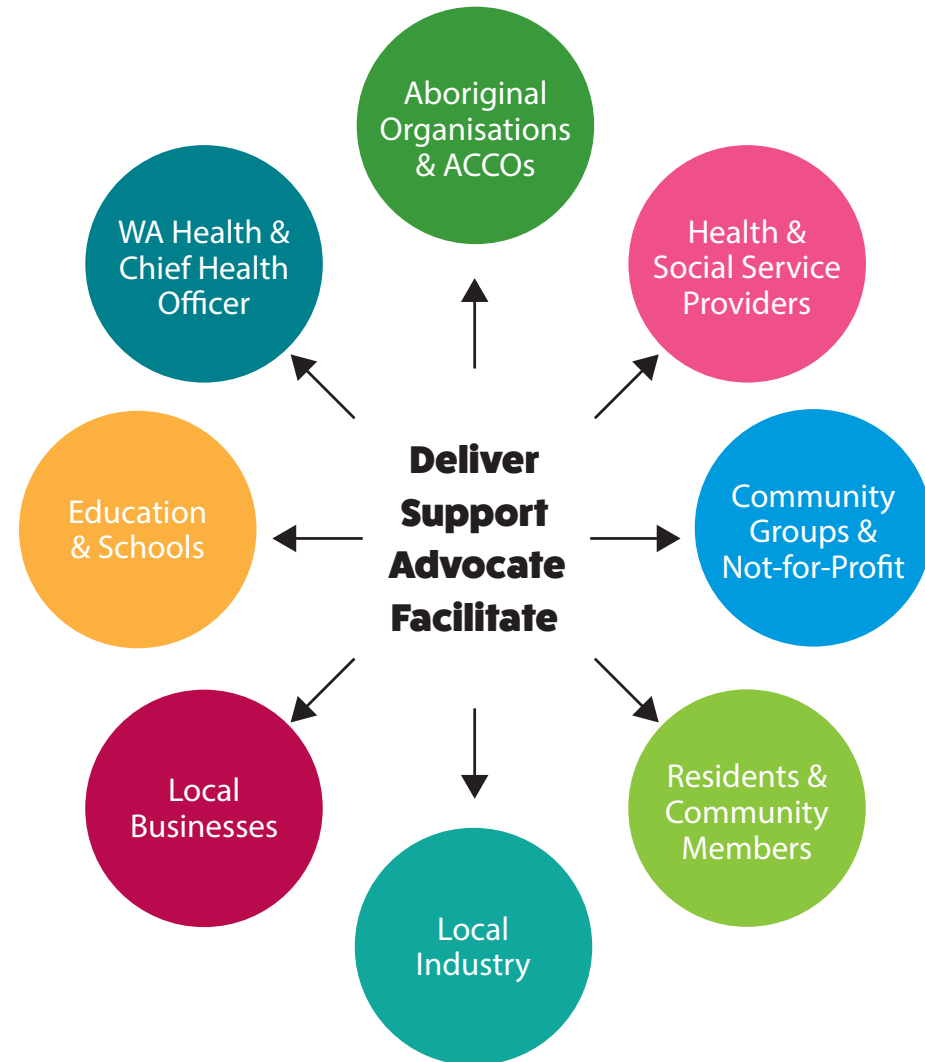 Aboriginal
Organisations
& ACCOs
Health &
Social Service
Providers
Community
Groups &
Not-for-Profit
Residents &
Community
Members
Local
Industry
Local
Businesses
Education
& Schools
WA Health &
Chief Health
Officer
Deliver
Support
Advocate
Facilitate